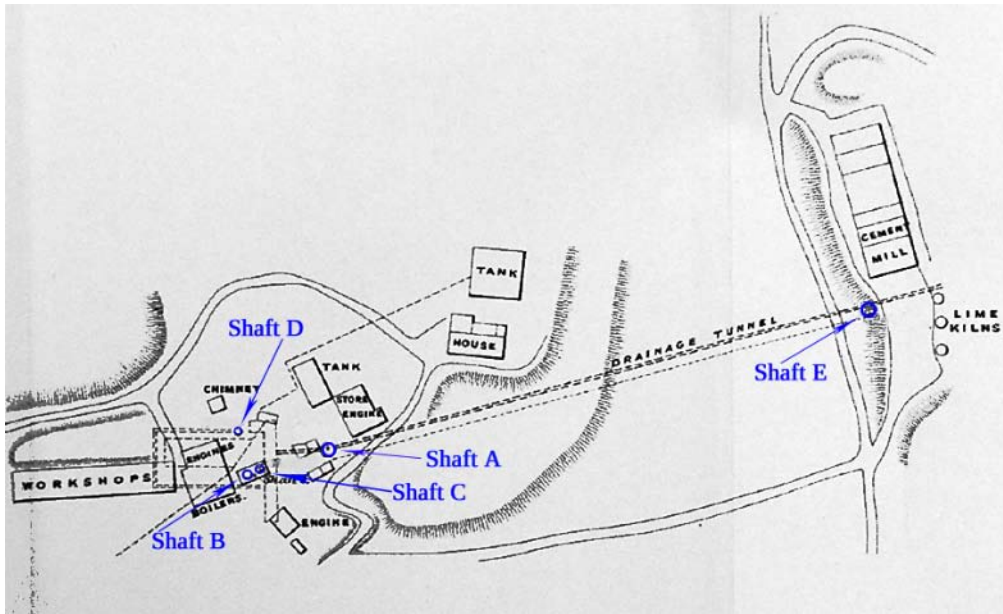 TANK
CEMENT
MILL
LIME
KILNS
Shaft D
HOUSE
DRAINAGE TUNNEL
TANK
Shaft E
CHIMNEY
STORE
ENGINE
ENGINES
Shaft A
WORKSHOPS
Shaft C
BOILERS
ENGINE
Shaft B